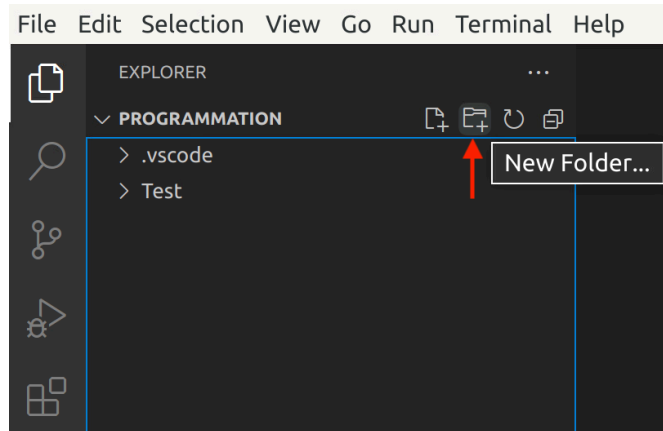 File Edit Selection View Go Run Terminal Help
EXPLORER
PROGRAMMATION
New Folder...
.vscode
Test